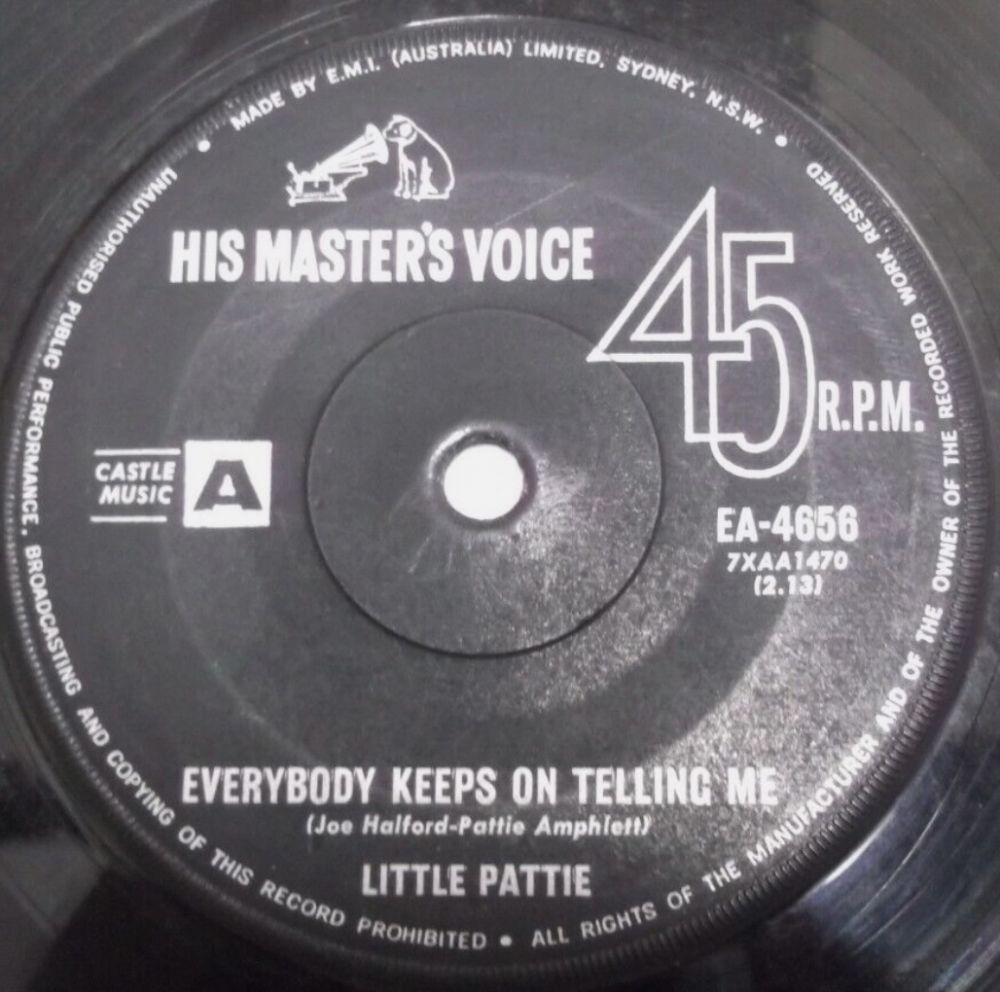 MADE BY E.M.I. (AUSTRALIA) LIMITED. SYDNEY. N.S.W.
HIS MASTER'S VOICE
45 R.P.M.
CASTLE
MUSIC
A
EA-4656
7XAA1470
(2.13)
EVERYBODY KEEPS ON TELLING ME
(Joe Halford-Pattie Amphlett)
LITTLE PATTIE
UNAUTHORISED PUBLIC PERFORMANCE, BROADCASTING AND COPYING OF THIS RECORD PROHIBITED • ALL RIGHTS OF THE MANUFACTURER AND OF THE OWNER OF THE RECORDED WORK RESERVED